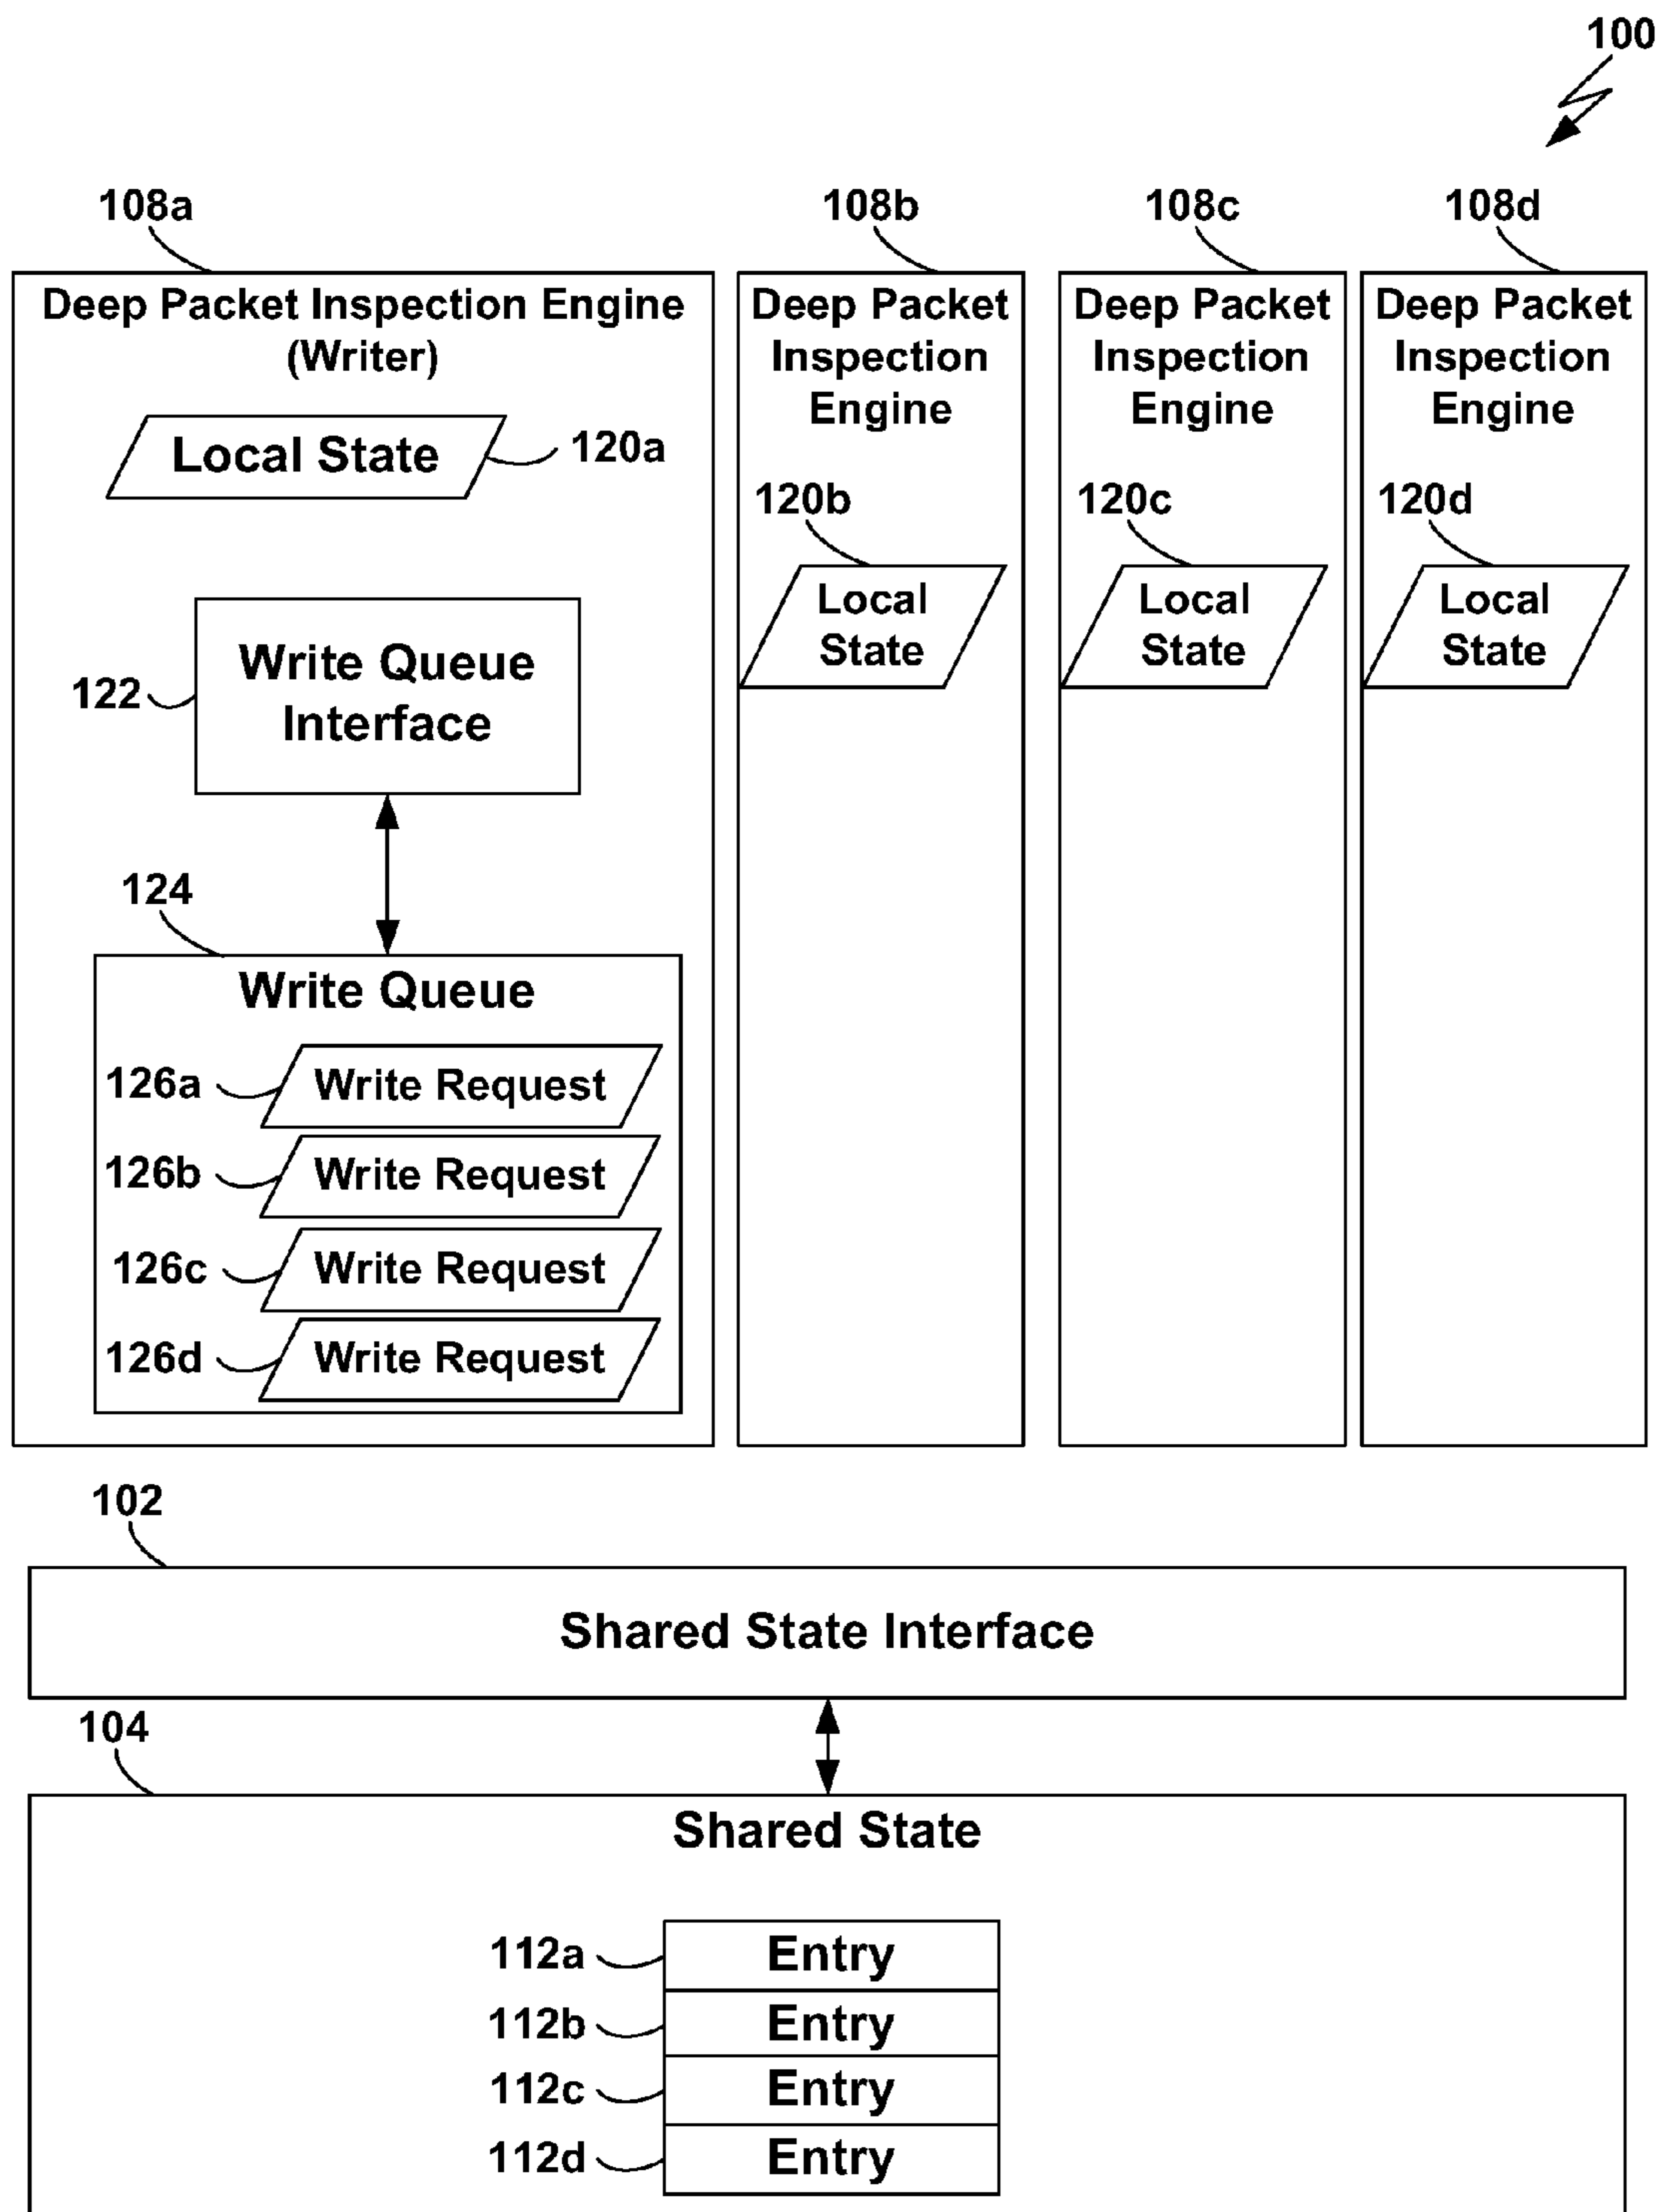 100
108a
108b
108c
108d
Deep Packet Inspection Engine
(Writer)
Local State
120a
122
Write Queue
Interface
124
Write Queue
126a
Write Request
126b
Write Request
126c
Write Request
126d
Write Request
Deep Packet
Inspection
Engine
120b
Local
State
Deep Packet
Inspection
Engine
120c
Local
State
Deep Packet
Inspection
Engine
120d
Local
State
102
Shared State Interface
104
Shared State
112a
Entry
112b
Entry
112c
Entry
112d
Entry